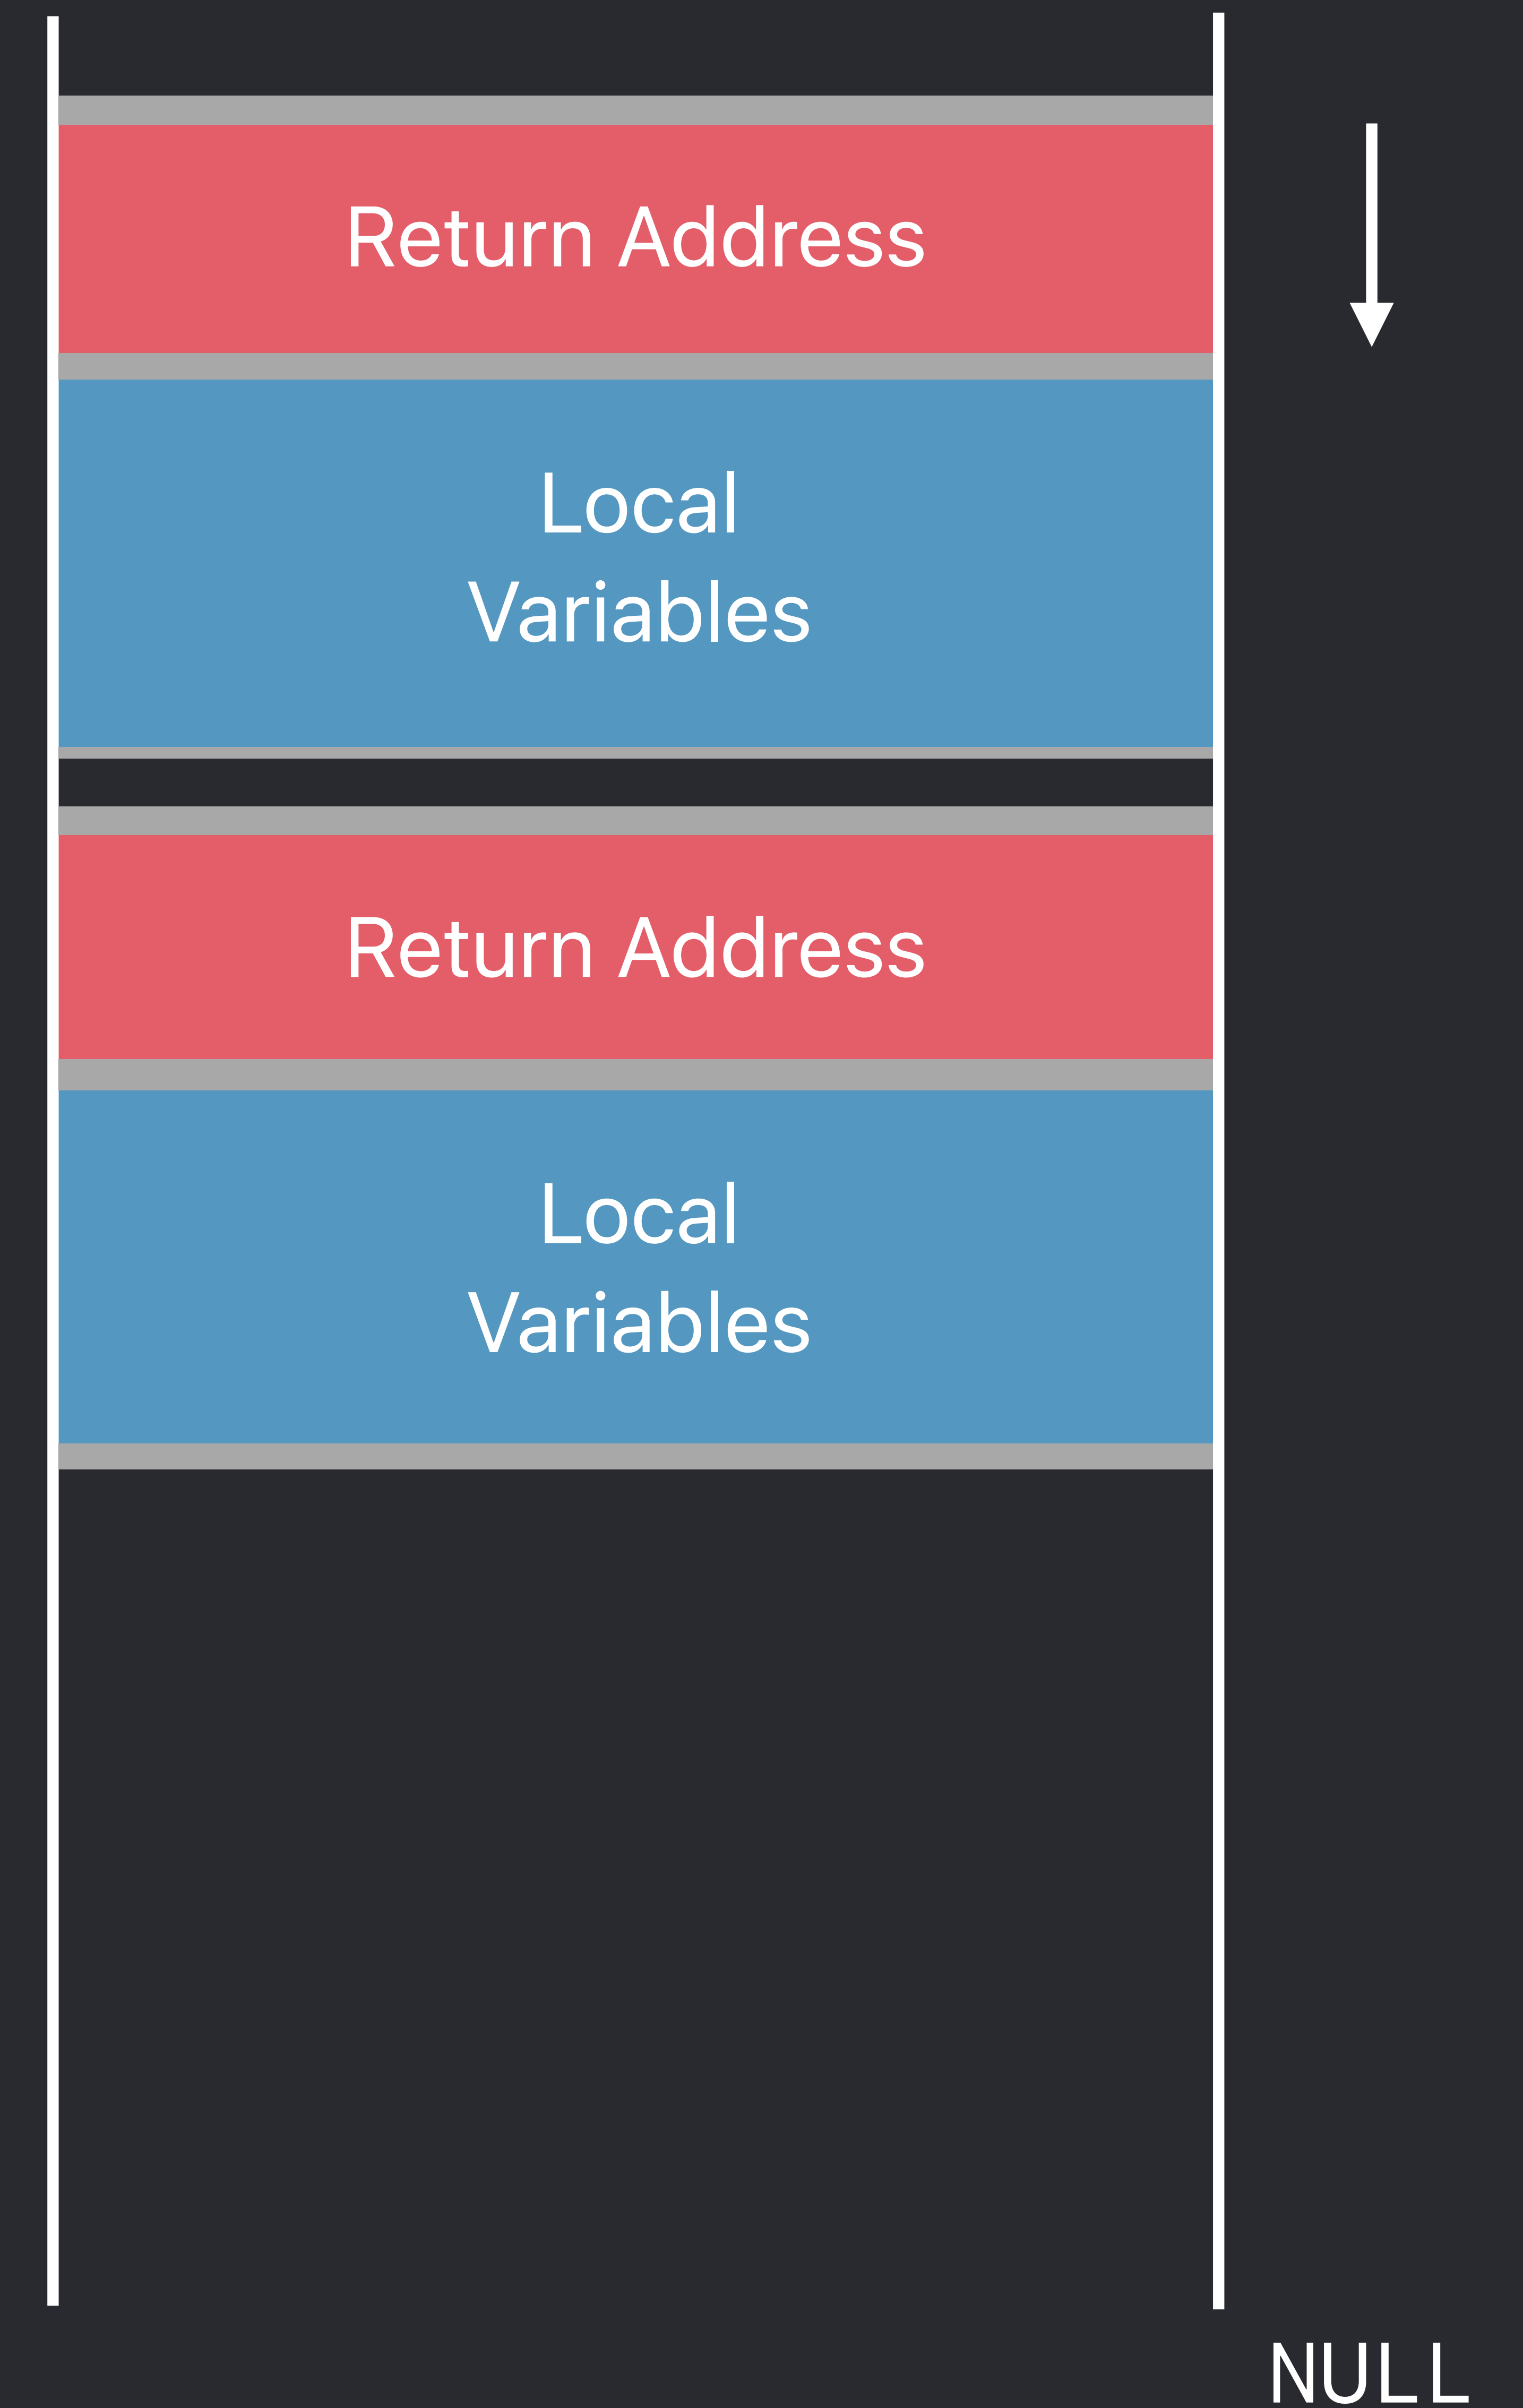 Return Address
Local
Variables
Return Address
Local
Variables
NULL